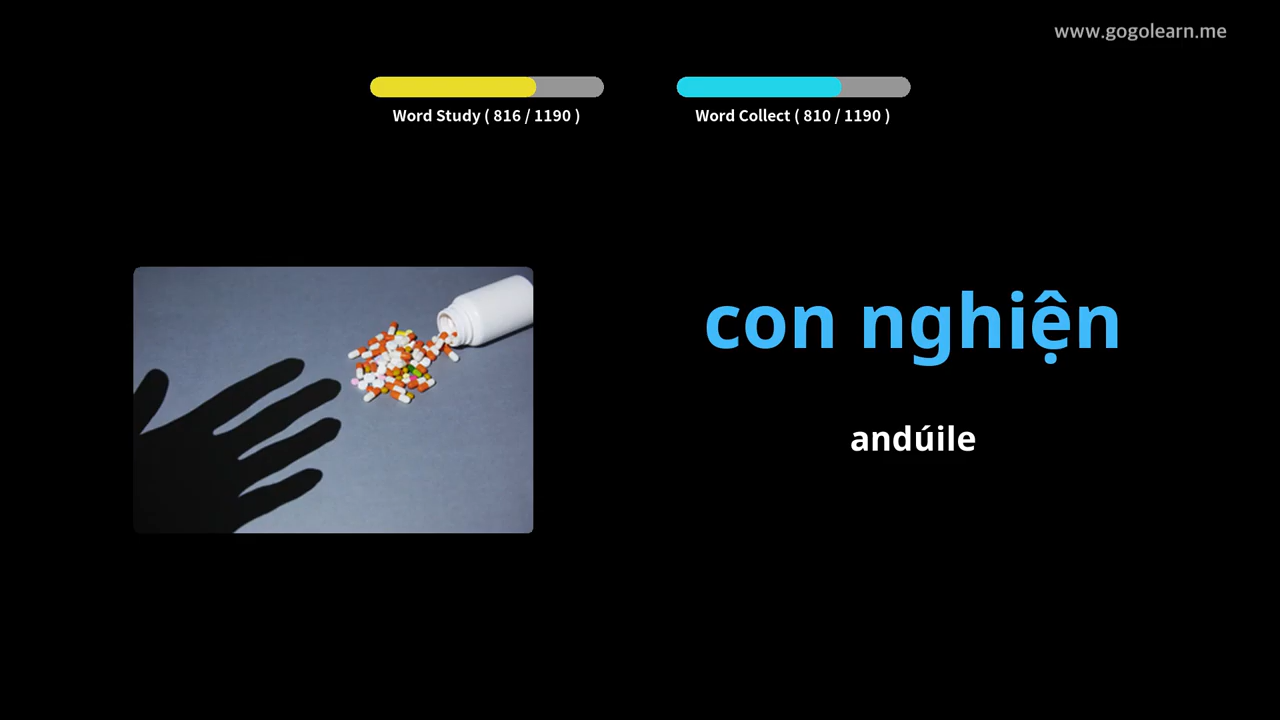 www.gogolearn.me
Word Study ( 816 / 1190 )
Word Collect ( 810 / 1190 )
con nghiện
andúile